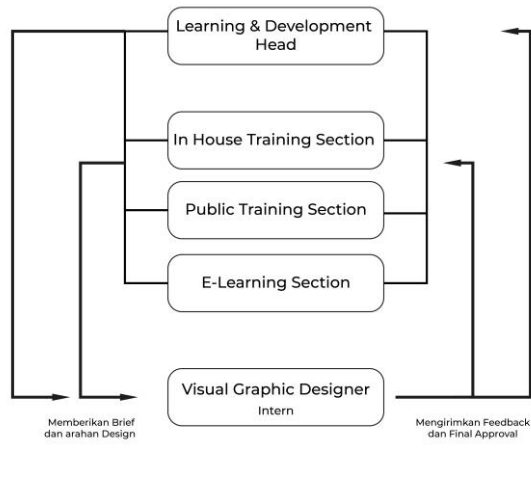 Learning & Development
Head
In House Training Section
Public Training Section
E-Learning Section
Visual Graphic Designer
Intern
Memberikan Brief
dan arahan Design
Mengirimkan Feedback
dan Final Approval